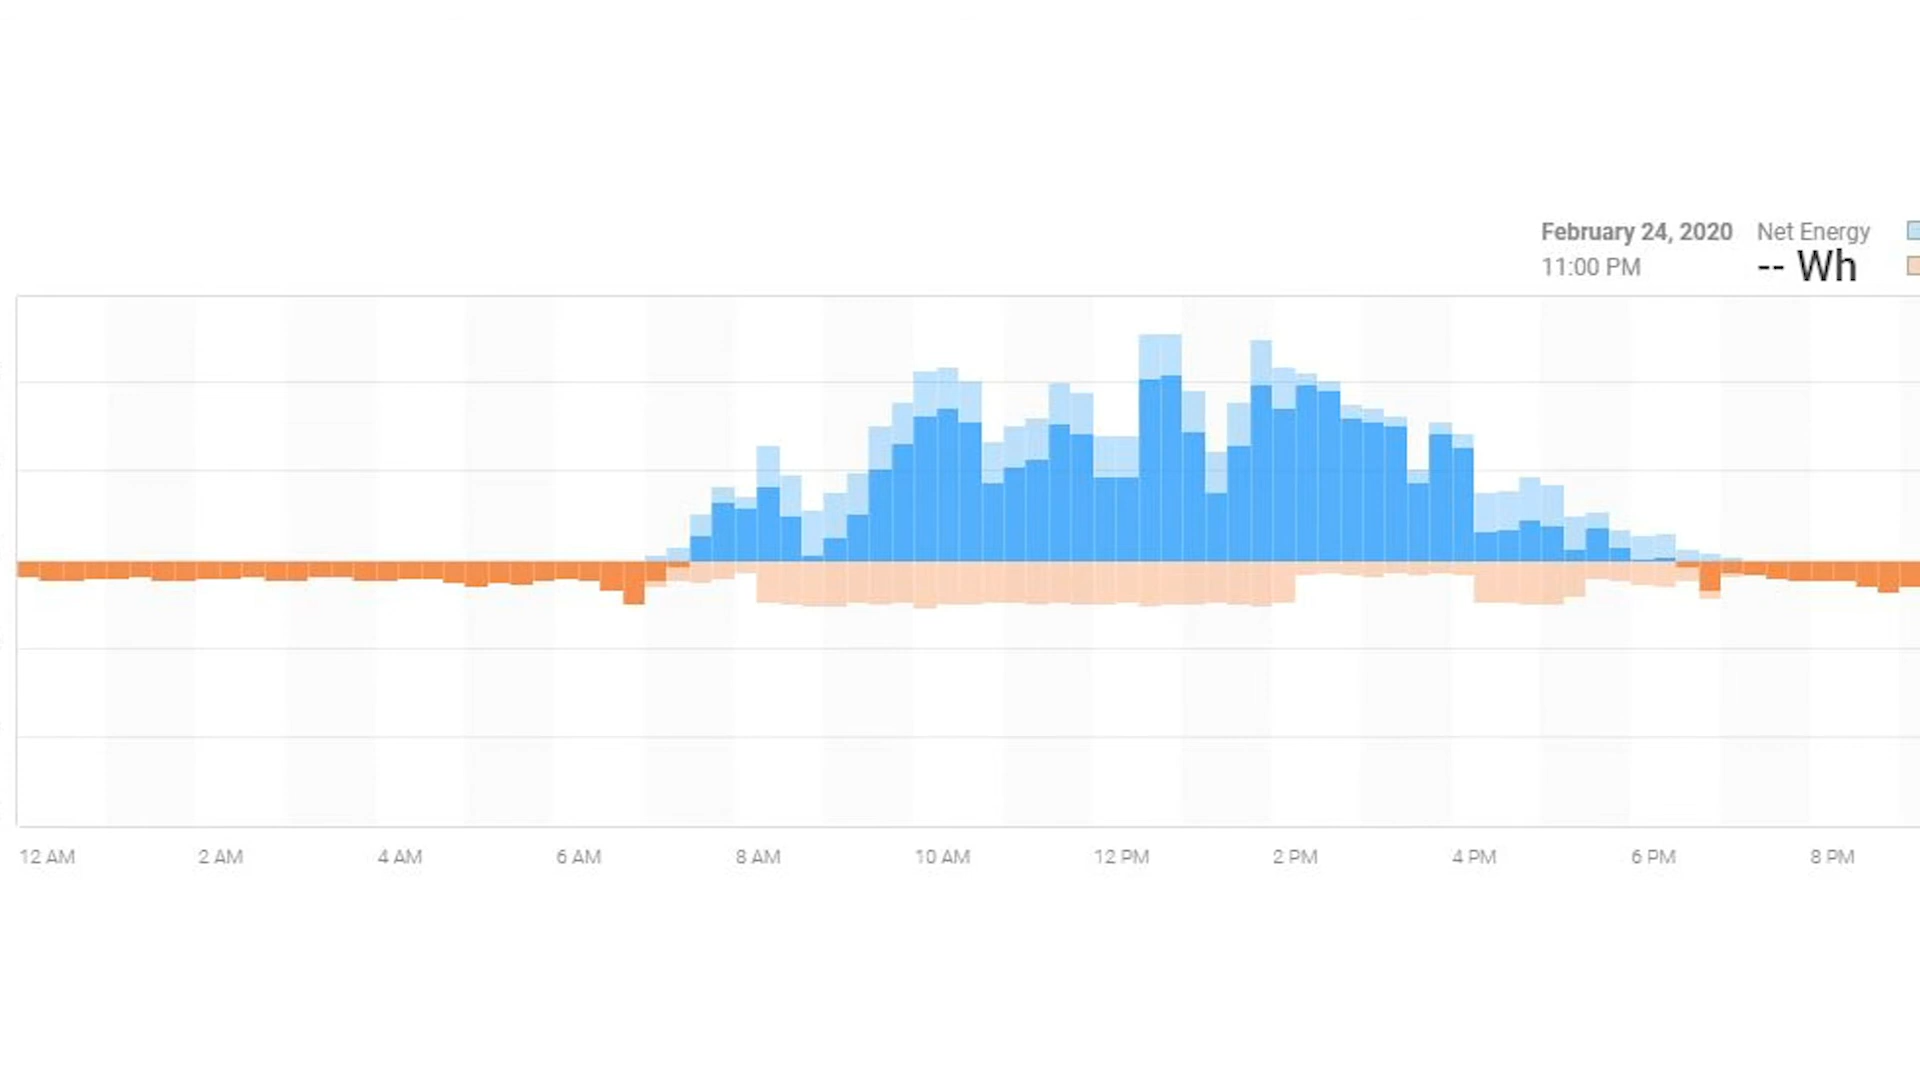 February 24, 2020 Net Energy
11:00 PM -- Wh
12 AM 2 AM 4 AM 6 AM 8 AM 10 AM 12 PM 2 PM 4 PM 6 PM 8 PM